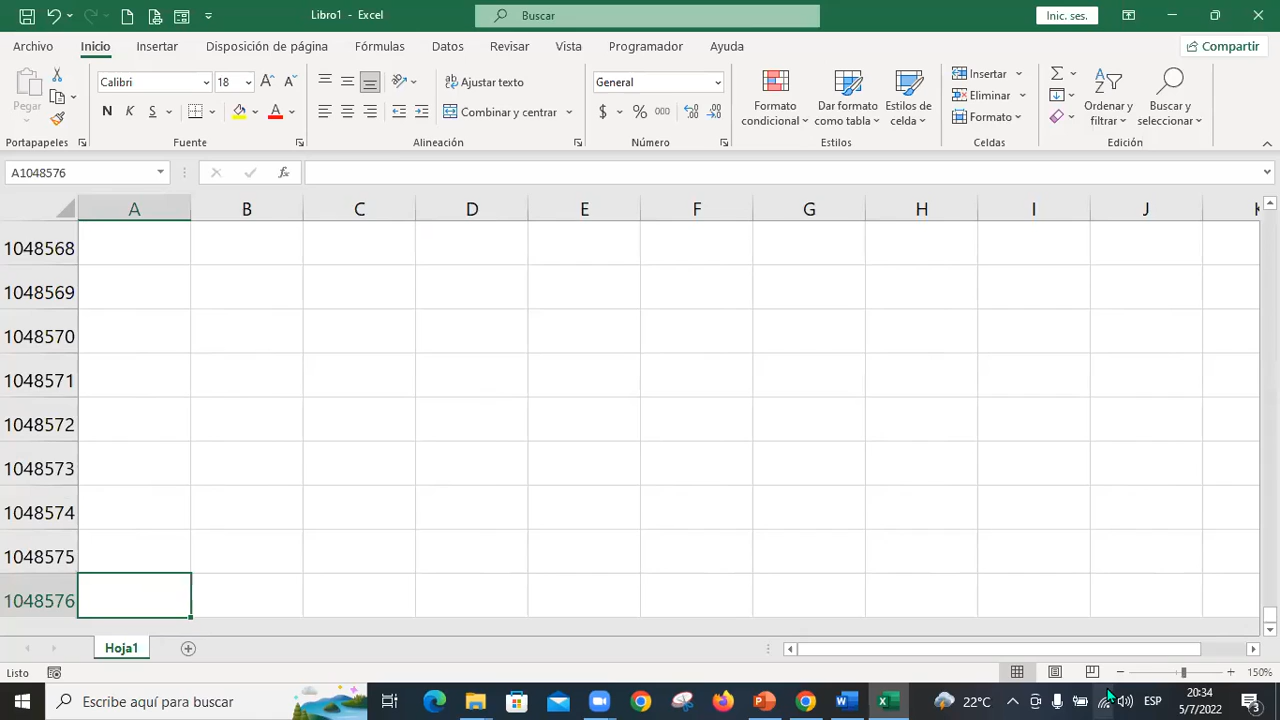 Libro1 - Excel
Buscar
Inic. ses.
Archivo Inicio Insertar Disposición de página Fórmulas Datos Revisar Vista Programador Ayuda
Compartir
Pegar
Calibri 18
Ajustar texto
General
Formato condicional
Dar formato como tabla
Estilos de celda
Insertar
Eliminar
Formato
Ordenar y filtrar
Buscar y seleccionar
N K S
Combinar y centrar
$ % 000
Portapapeles Fuente Alineación Número Estilos Celdas Edición
A1048576
fx
A B C D E F G H I J
1048568
1048569
1048570
1048571
1048572
1048573
1048574
1048575
1048576
Hoja1
Listo
150%
Escribe aquí para buscar
22°C
ESP
20:34
5/7/2022
3